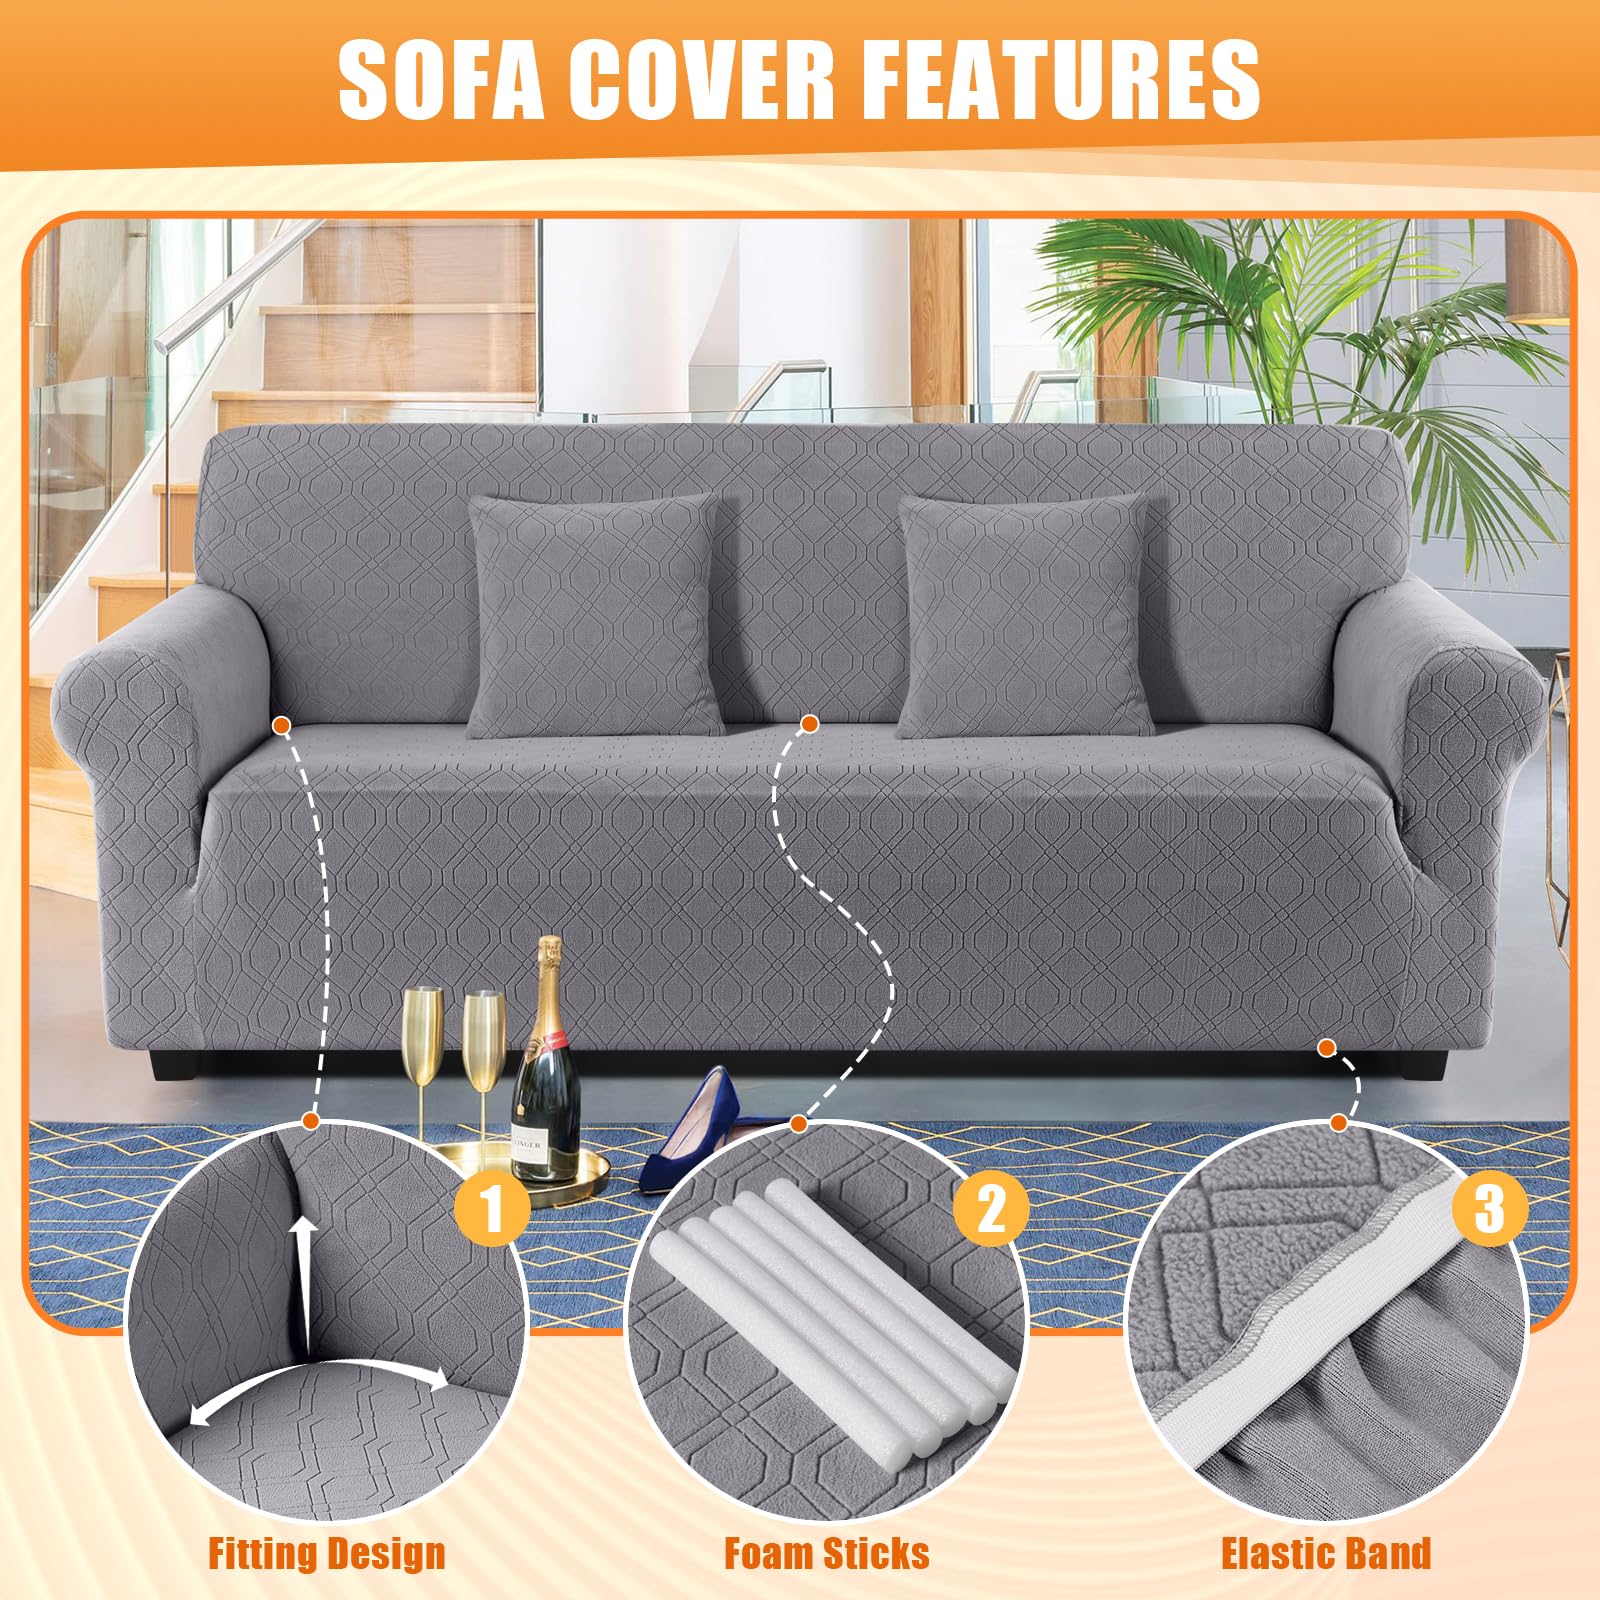 SOFA COVER FEATURES
1
2
3
Fitting Design
Foam Sticks
Elastic Band